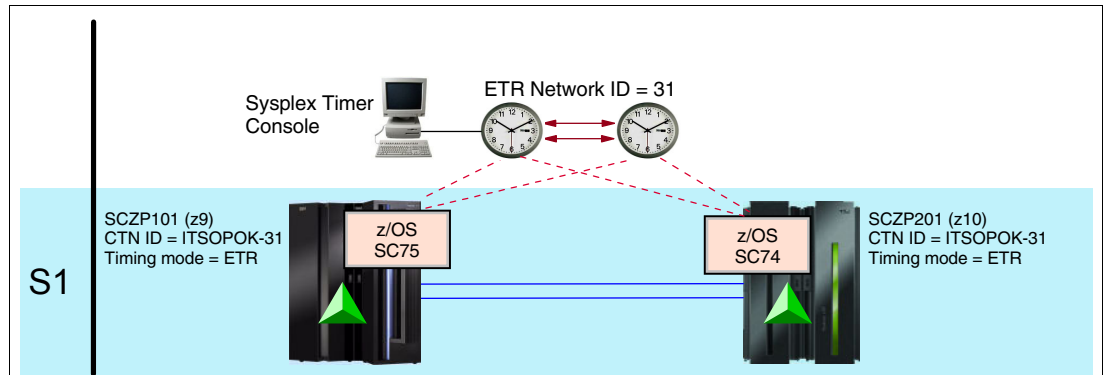 ETR Network ID = 31
Sysplex Timer
Console
SCZP101 (z9)
CTN ID = ITSOPOK-31
Timing mode = ETR
z/OS
SC75
z/OS
SC74
SCZP201 (z10)
CTN ID = ITSOPOK-31
Timing mode = ETR
S1